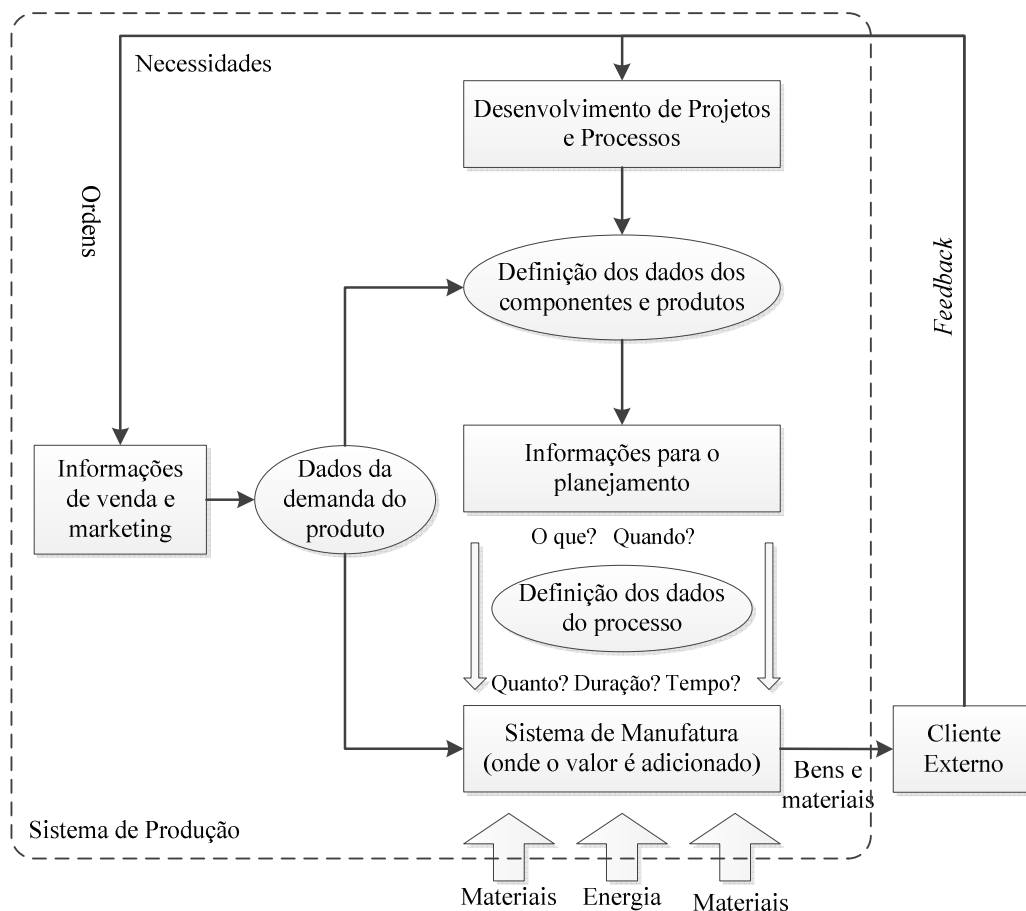 Necessidades
Desenvolvimento de Projetos
e Processos
Ordens
Definição dos dados dos
componentes e produtos
Feedback
Informações
de venda e
marketing
Dados da
demanda do
produto
Informações para o
planejamento
O que? Quando?
Definição dos dados
do processo
Quanto? Duração? Tempo?
Sistema de Manufatura
(onde o valor é adicionado)
Bens e
materiais
Cliente
Externo
Sistema de Produção
Materiais
Energia
Materiais